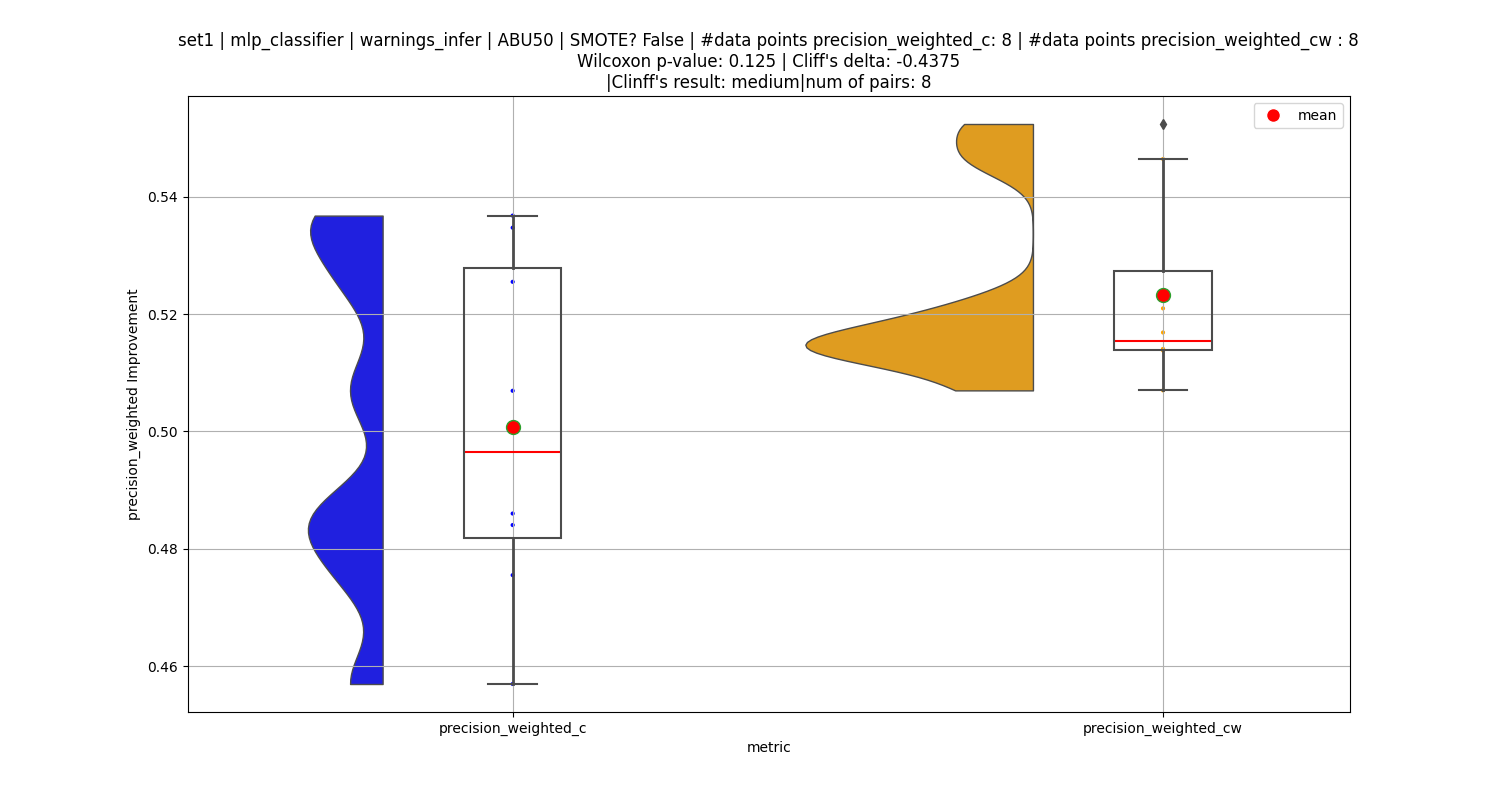 set1 | mlp_classifier | warnings_infer | ABU50 | SMOTE? False | #data points precision_weighted_c: 8 | #data points precision_weighted_cw : 8
Wilcoxon p-value: 0.125 | Cliff's delta: -0.4375
|Clinff's result: medium|num of pairs: 8
mean
0.54
0.52
0.50
0.48
0.46
precision_weighted Improvement
precision_weighted_c
precision_weighted_cw
metric